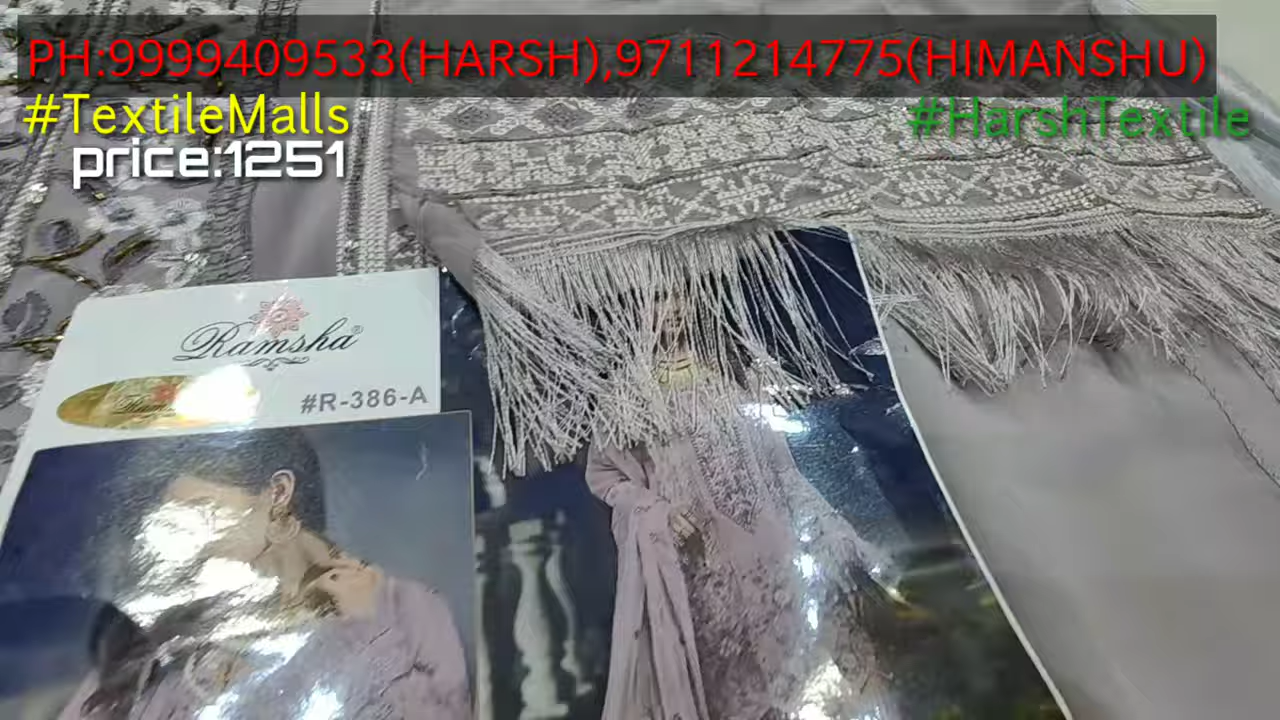 PH:9999409533(HARSH),9711214775(HIMANSHU)
#TextileMalls
#HarshTextile
price:1251
Ramsha®
#R-386-A